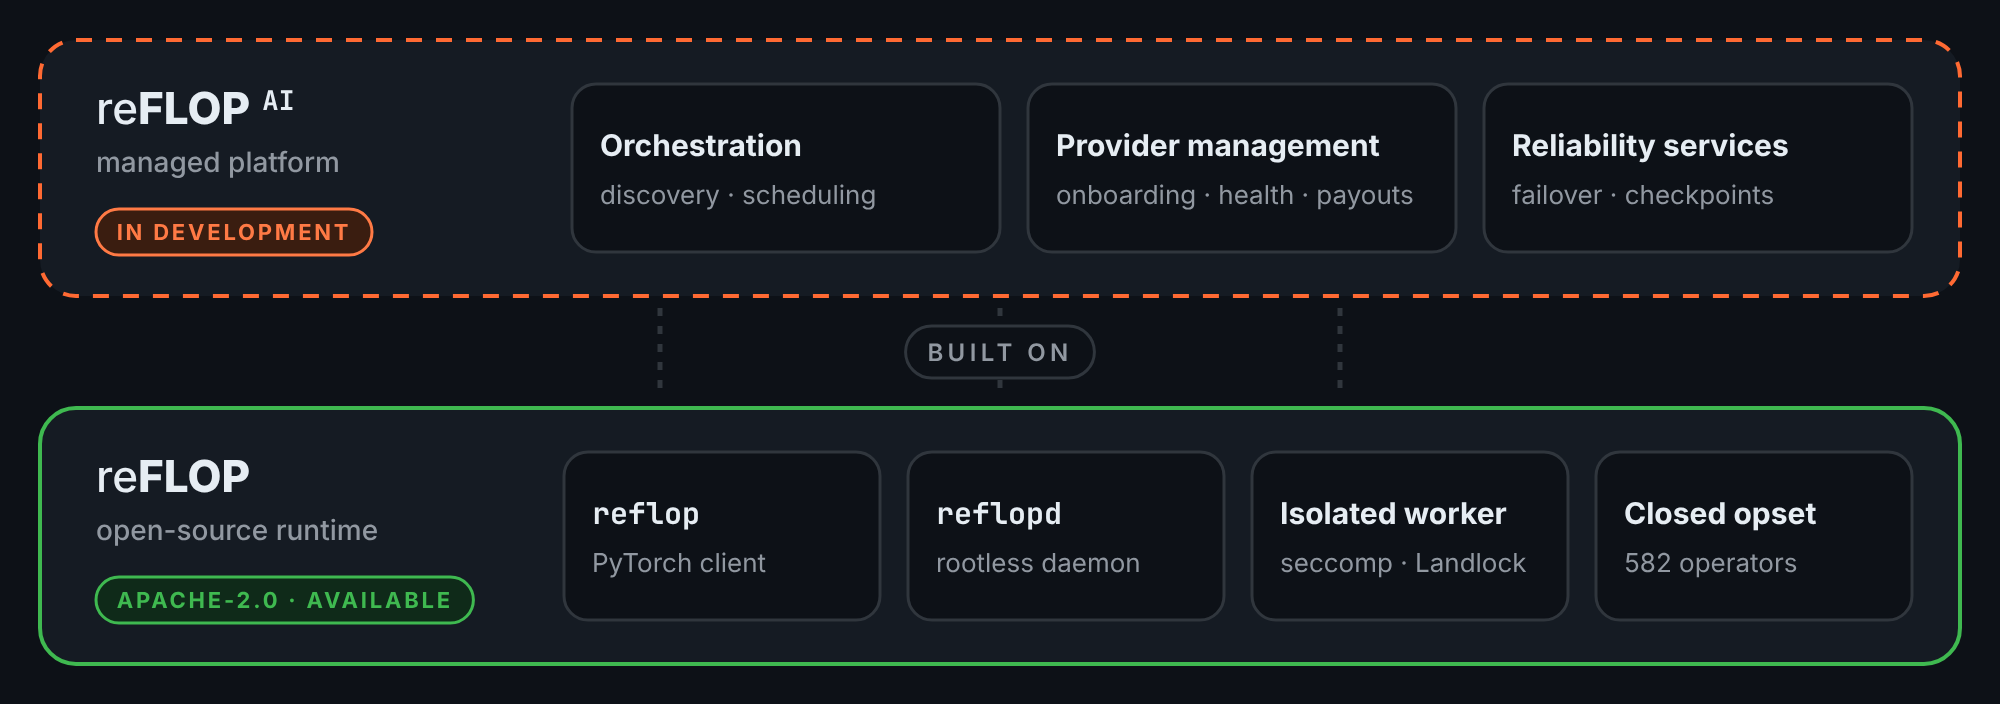 reFLOP AI
managed platform
IN DEVELOPMENT
Orchestration
discovery · scheduling
Provider management
onboarding · health · payouts
Reliability services
failover · checkpoints
BUILT ON
reFLOP
open-source runtime
APACHE-2.0 · AVAILABLE
reflop
PyTorch client
reflopd
rootless daemon
Isolated worker
seccomp · Landlock
Closed opset
582 operators